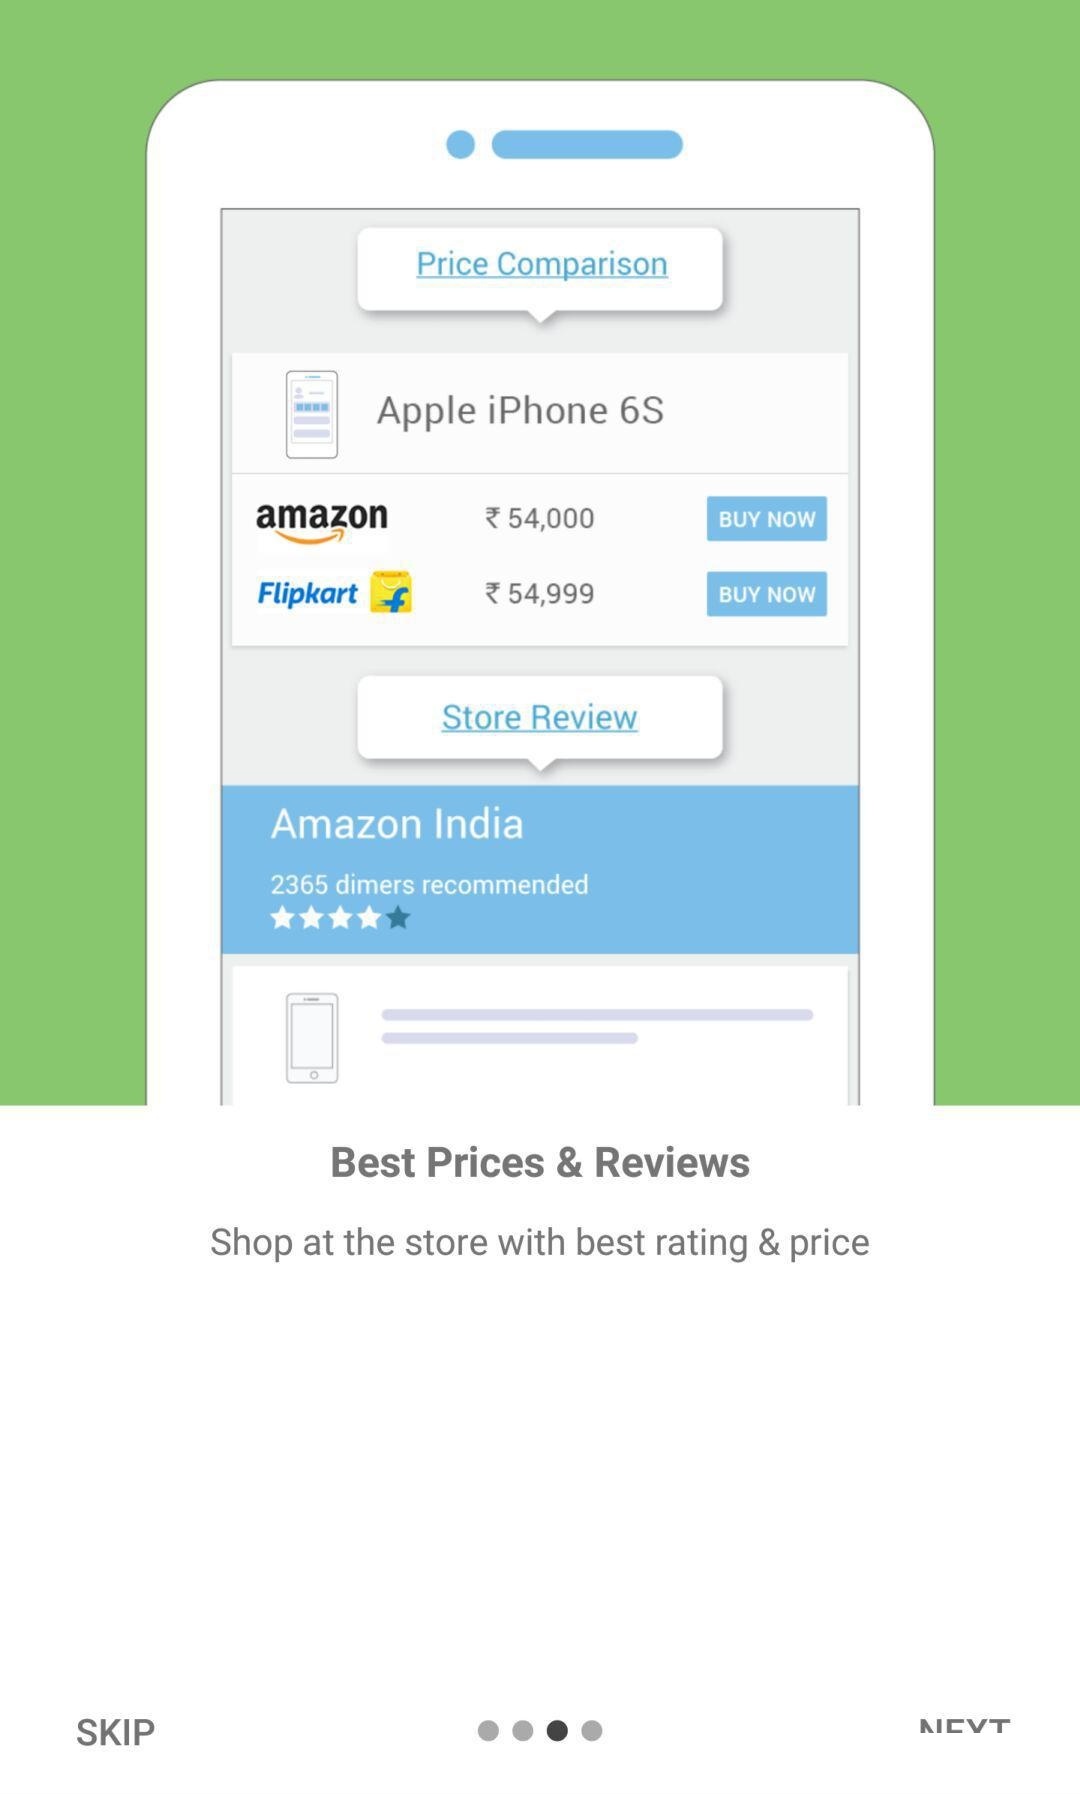 Price Comparison
Apple iPhone 6S
amazon ₹ 54,000 BUY NOW
Flipkart ₹ 54,999 BUY NOW
Store Review
Amazon India
2365 dimers recommended
Best Prices & Reviews
Shop at the store with best rating & price
SKIP NEXT